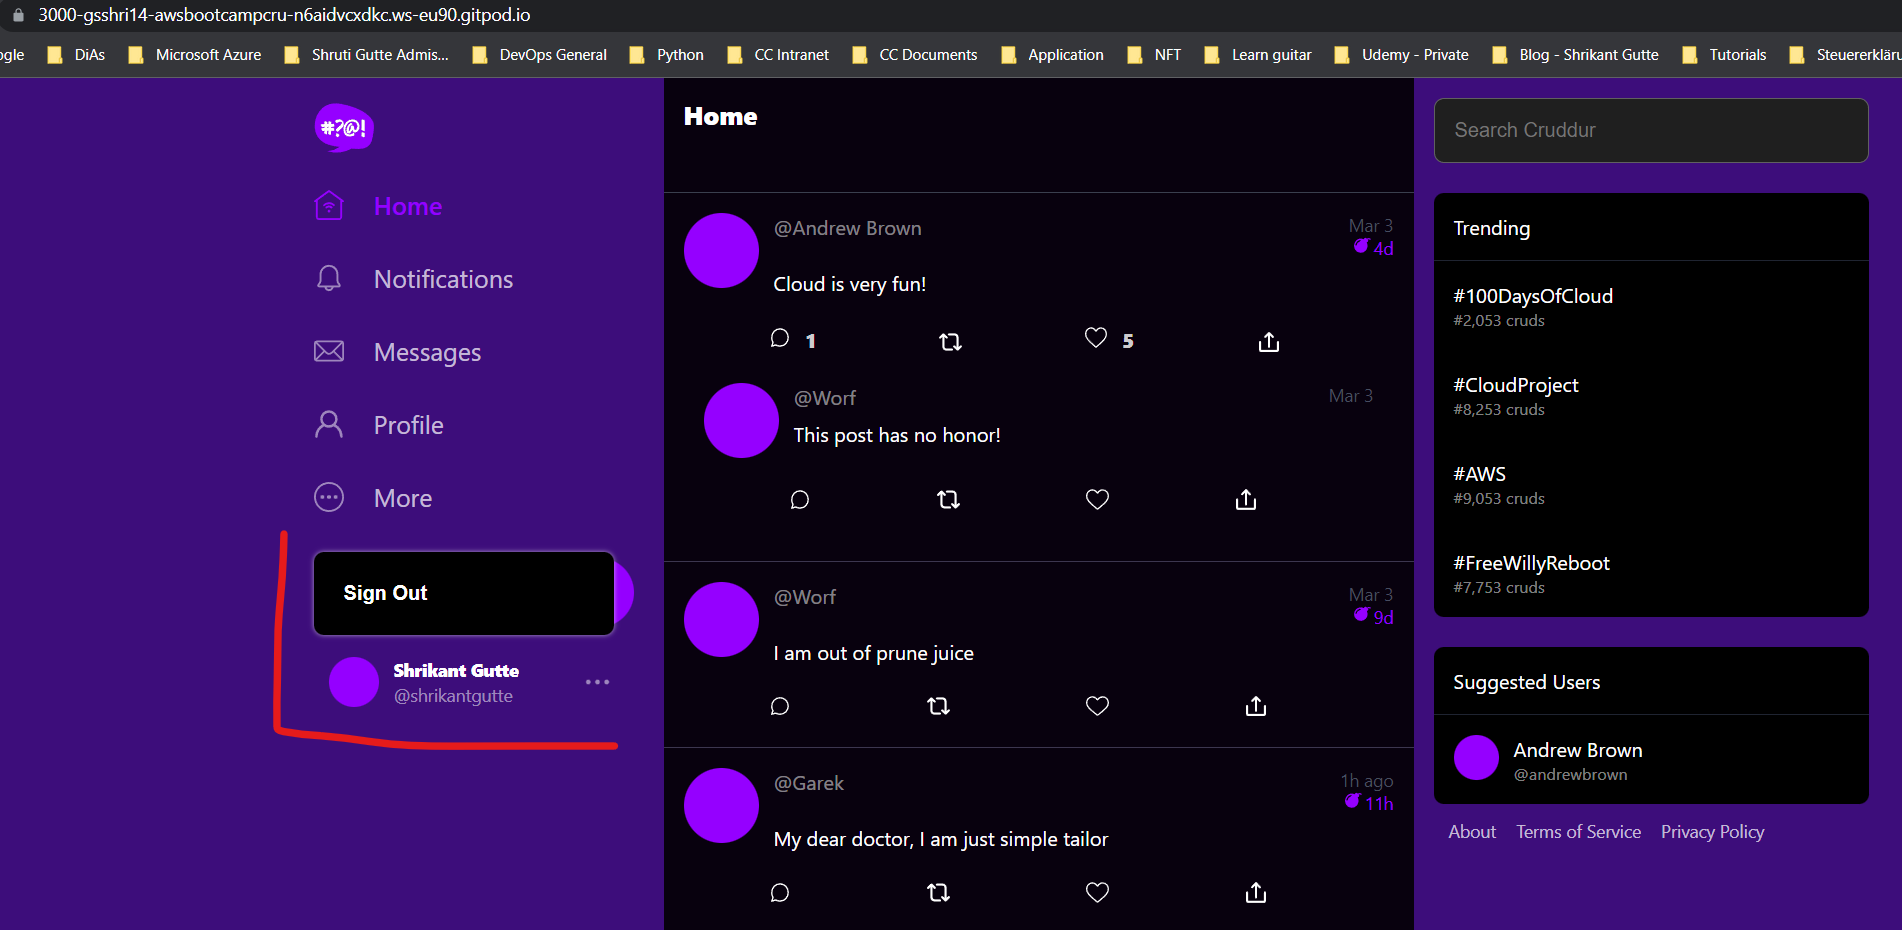 3000-gsshri14-awsbootcampcru-n6aidvcxdkc.ws-eu90.gitpod.io
ogle DiAs Microsoft Azure Shruti Gutte Admis... DevOps General Python CC Intranet CC Documents Application NFT Learn guitar Udemy - Private Blog - Shrikant Gutte Tutorials Steuererkläru
#?@!
Home
Notifications
Messages
Profile
More
Sign Out
Shrikant Gutte
@shrikantgutte
Home
@Andrew Brown
Mar 3
4d
Cloud is very fun!
1 5
@Worf
Mar 3
This post has no honor!
@Worf
Mar 3
9d
I am out of prune juice
@Garek
1h ago
11h
My dear doctor, I am just simple tailor
Search Cruddur
Trending
#100DaysOfCloud
#2,053 cruds
#CloudProject
#8,253 cruds
#AWS
#9,053 cruds
#FreeWillyReboot
#7,753 cruds
Suggested Users
Andrew Brown
@andrewbrown
About Terms of Service Privacy Policy